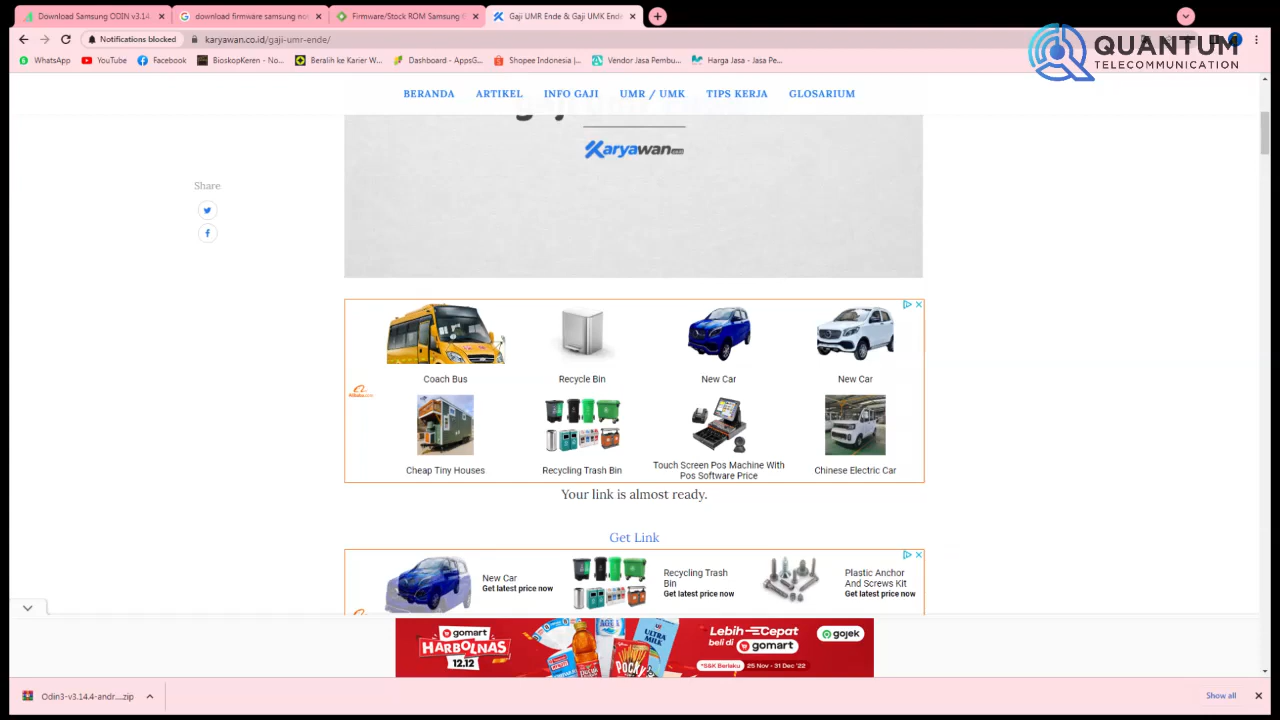 Download Samsung ODIN v3.14.
download firmware samsung no
Firmware/Stock ROM Samsung
Gaji UMR Ende & Gaji UMK Ende
Notifications blocked
karyawan.co.id/gaji-umr-ende/
WhatsApp
YouTube
Facebook
BioskopKeren - No...
Beralih ke Karier W...
Dashboard - AppsG...
Shopee Indonesia |...
Vendor Jasa Pembu...
Harga Jasa - Jasa Pe...
QUANTUM
TELECOMMUNICATION
BERANDA
ARTIKEL
INFO GAJI
UMR / UMK
TIPS KERJA
GLOSARIUM
Karyawan
Share
Coach Bus
Recycle Bin
New Car
New Car
Cheap Tiny Houses
Recycling Trash Bin
Touch Screen Pos Machine With
Pos Software Price
Chinese Electric Car
Your link is almost ready.
Get Link
New Car
Get latest price now
Recycling Trash
Bin
Get latest price now
Plastic Anchor
And Screws Kit
Get latest price now
gomart
HARBOLNAS
12.12
AQUA
ULTRA
MILK
POCKY
Lebih Cepat
beli di gomart
*S&K Berlaku 25 Nov - 31 Dec '22
gojek
Odin3-v3.14.4-andr....zip
Show all